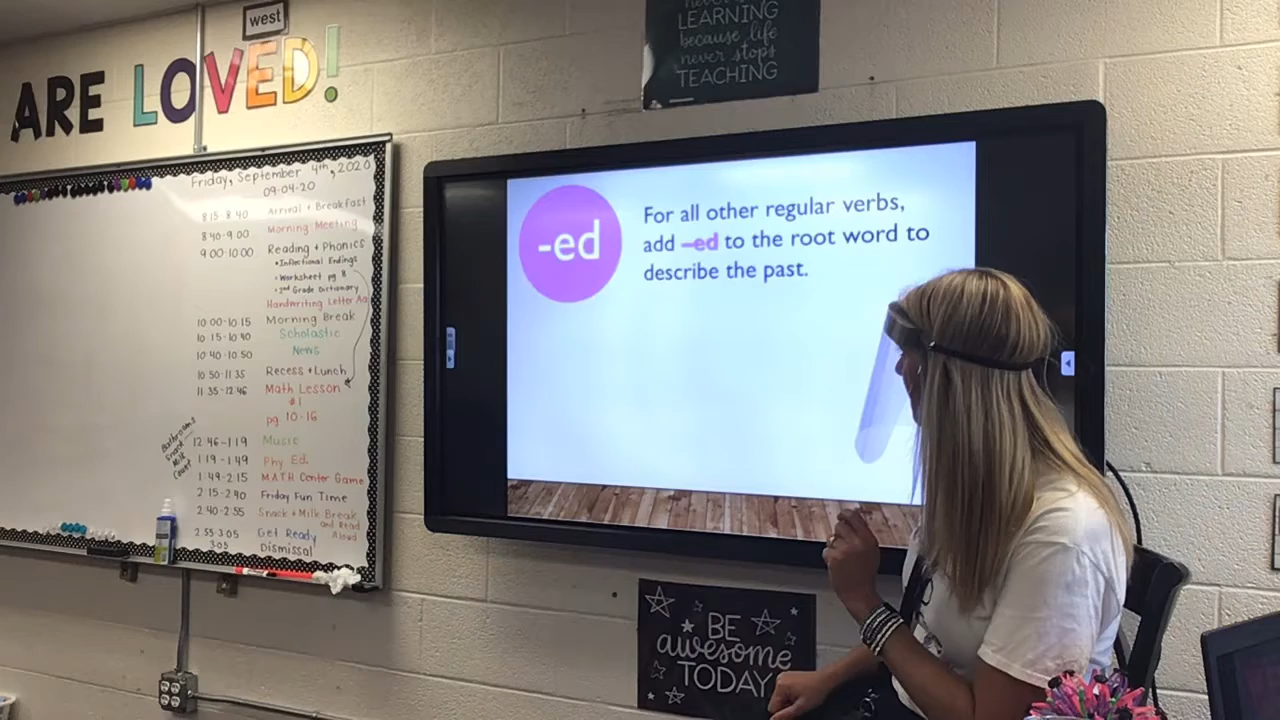 west
ARE LOVED!
LEARNING
because life
never stops
TEACHING
Friday, September 4th, 2020
09-04-20
8:15-8:40 Arrival + Breakfast
8:40-9:00 Morning Meeting
9:00-10:00 Reading + Phonics
• Inflectional Endings
• Worksheet pg 8
• 2nd Grade Dictionary
Handwriting Letter Aa
10:00-10:15 Morning Break
10:15-10:40 Scholastic
10:40-10:50 News
10:50-11:35 Recess + Lunch
11:35-12:46 Math Lesson
#1
pg 10-16
Bathrooms
Snack
Milk
Count
12:46-1:19 Music
1:19-1:49 Phy. Ed.
1:49-2:15 M.A.T.H Center Game
2:15-2:40 Friday Fun Time
2:40-2:55 Snack + Milk Break
and Read
Aloud
2:55-3:05 Get Ready
3:05 Dismissal
-ed
For all other regular verbs,
add –ed to the root word to
describe the past.
BE
awesome
TODAY